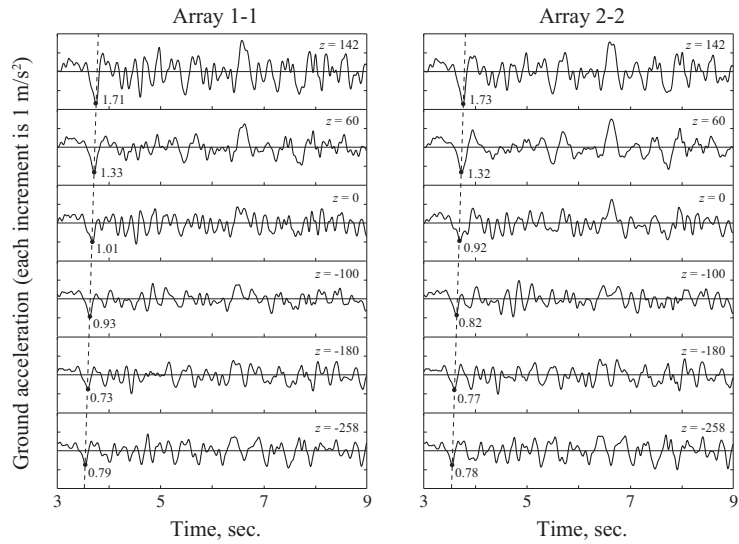 Array 1-1
Array 2-2
Ground acceleration (each increment is 1 m/s²)
z = 142
1.71
z = 60
1.33
z = 0
1.01
z = -100
0.93
z = -180
0.73
z = -258
0.79
3 5 7 9
Time, sec.
z = 142
1.73
z = 60
1.32
z = 0
0.92
z = -100
0.82
z = -180
0.77
z = -258
0.78
3 5 7 9
Time, sec.